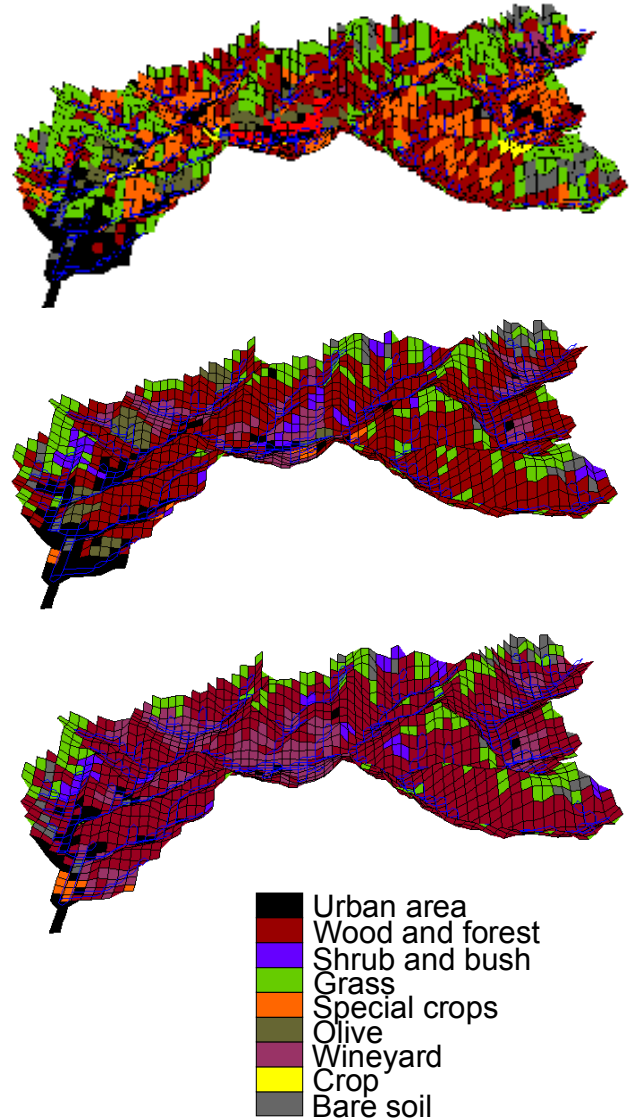 Urban area
Wood and forest
Shrub and bush
Grass
Special crops
Olive
Wineyard
Crop
Bare soil